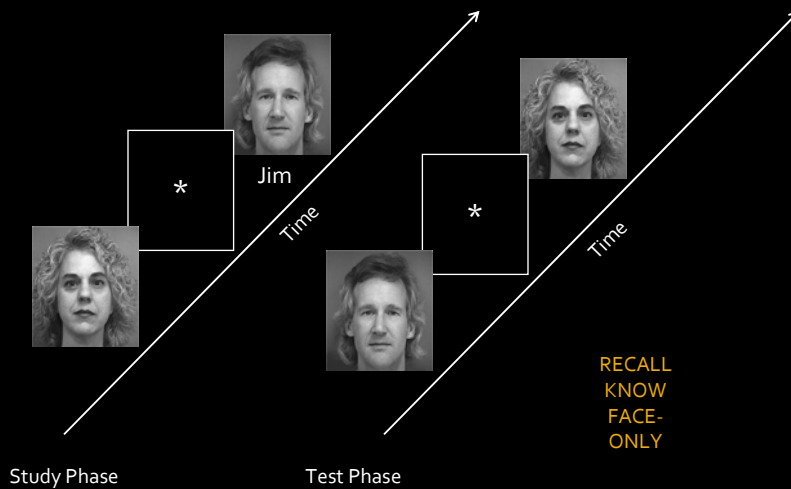 *
Jim
Time
Study Phase
*
Time
RECALL
KNOW
FACE-
ONLY
Test Phase